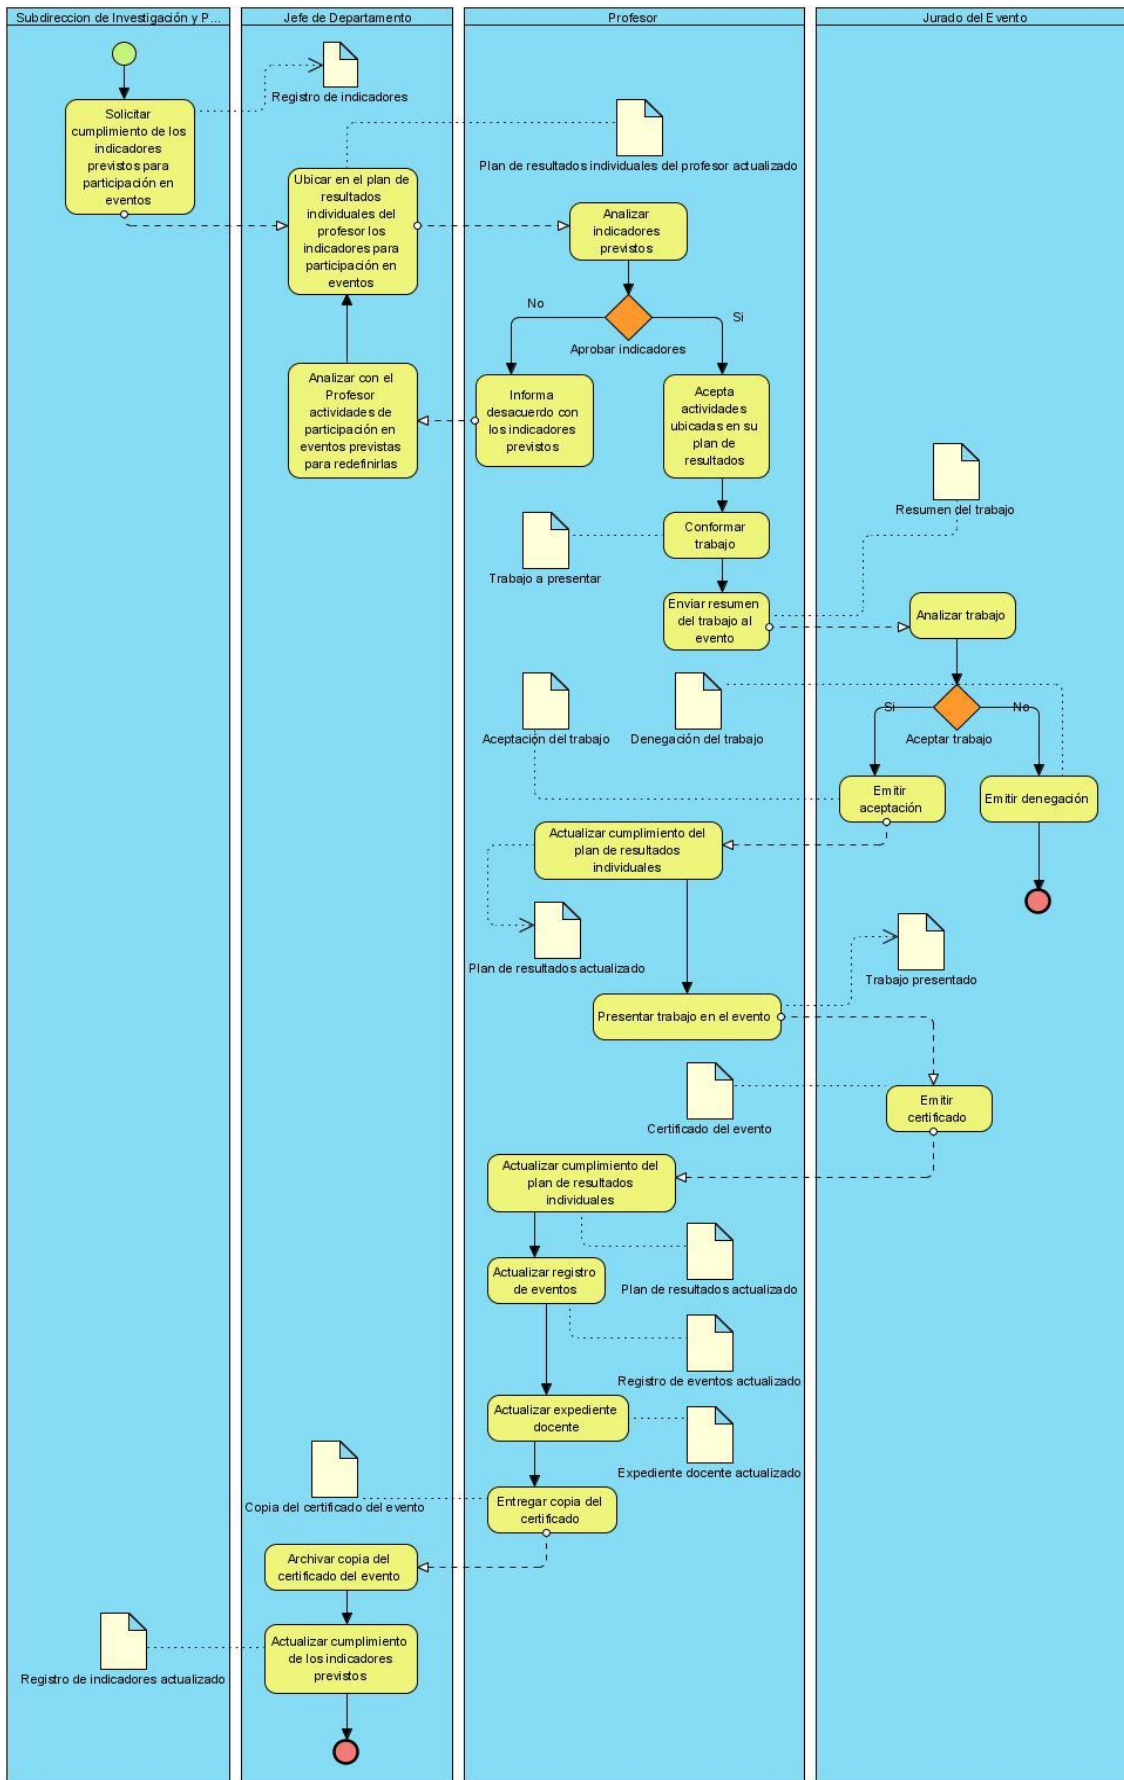 Subdireccion de Investigación y P...
Jefe de Departamento
Profesor
Jurado del Evento
Registro de indicadores
Solicitar
cumplimiento de los
indicadores
previstos para
participación en
eventos
Plan de resultados individuales del profesor actualizado
Ubicar en el plan de
resultados
individuales del
profesor los
indicadores para
participación en
eventos
Analizar
indicadores
previstos
No
Si
Aprobar indicadores
Analizar con el
Profesor
actividades de
participación en
eventos previstas
para redefinirlas
Informa
desacuerdo con
los indicadores
previstos
Acepta
actividades
ubicadas en su
plan de
resultados
Resumen del trabajo
Conformar
trabajo
Trabajo a presentar
Enviar resumen
del trabajo al
evento
Analizar trabajo
Aceptación del trabajo
Denegación del trabajo
Si
No
Aceptar trabajo
Emitir
aceptación
Emitir denegación
Actualizar cumplimiento del
plan de resultados
individuales
Plan de resultados actualizado
Trabajo presentado
Presentar trabajo en el evento
Certificado del evento
Emitir
certificado
Actualizar cumplimiento del
plan de resultados
individuales
Plan de resultados actualizado
Actualizar registro
de eventos
Registro de eventos actualizado
Actualizar expediente
docente
Expediente docente actualizado
Copia del certificado del evento
Entregar copia del
certificado
Archivar copia del
certificado del evento
Actualizar cumplimiento
de los indicadores
previstos
Registro de indicadores actualizado